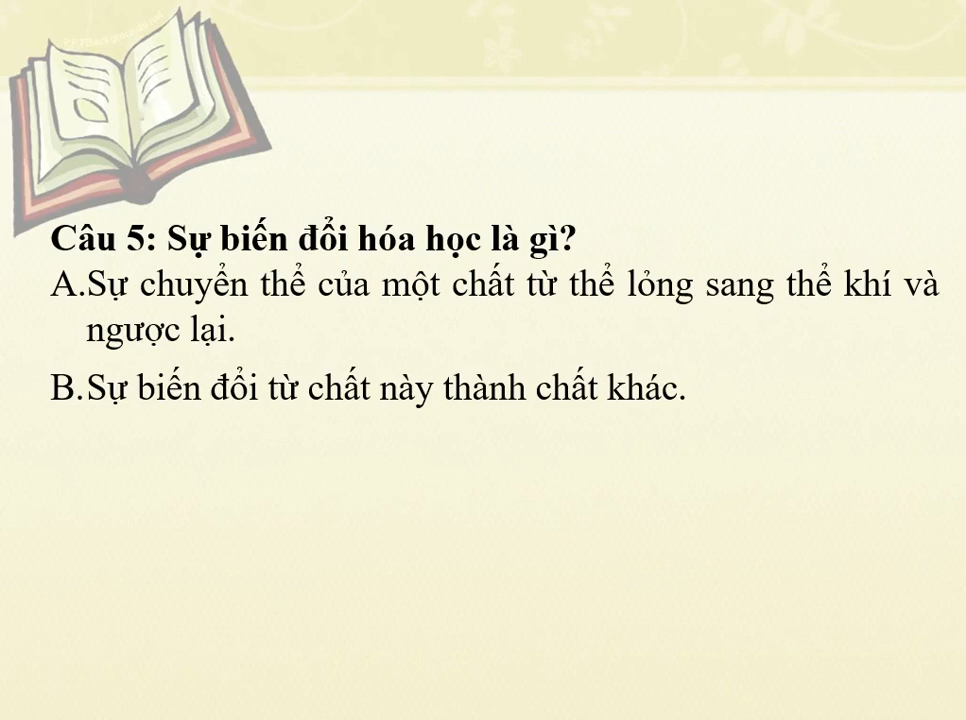 Câu 5: Sự biến đổi hóa học là gì?
A.Sự chuyển thể của một chất từ thể lỏng sang thể khí và
ngược lại.
B.Sự biến đổi từ chất này thành chất khác.